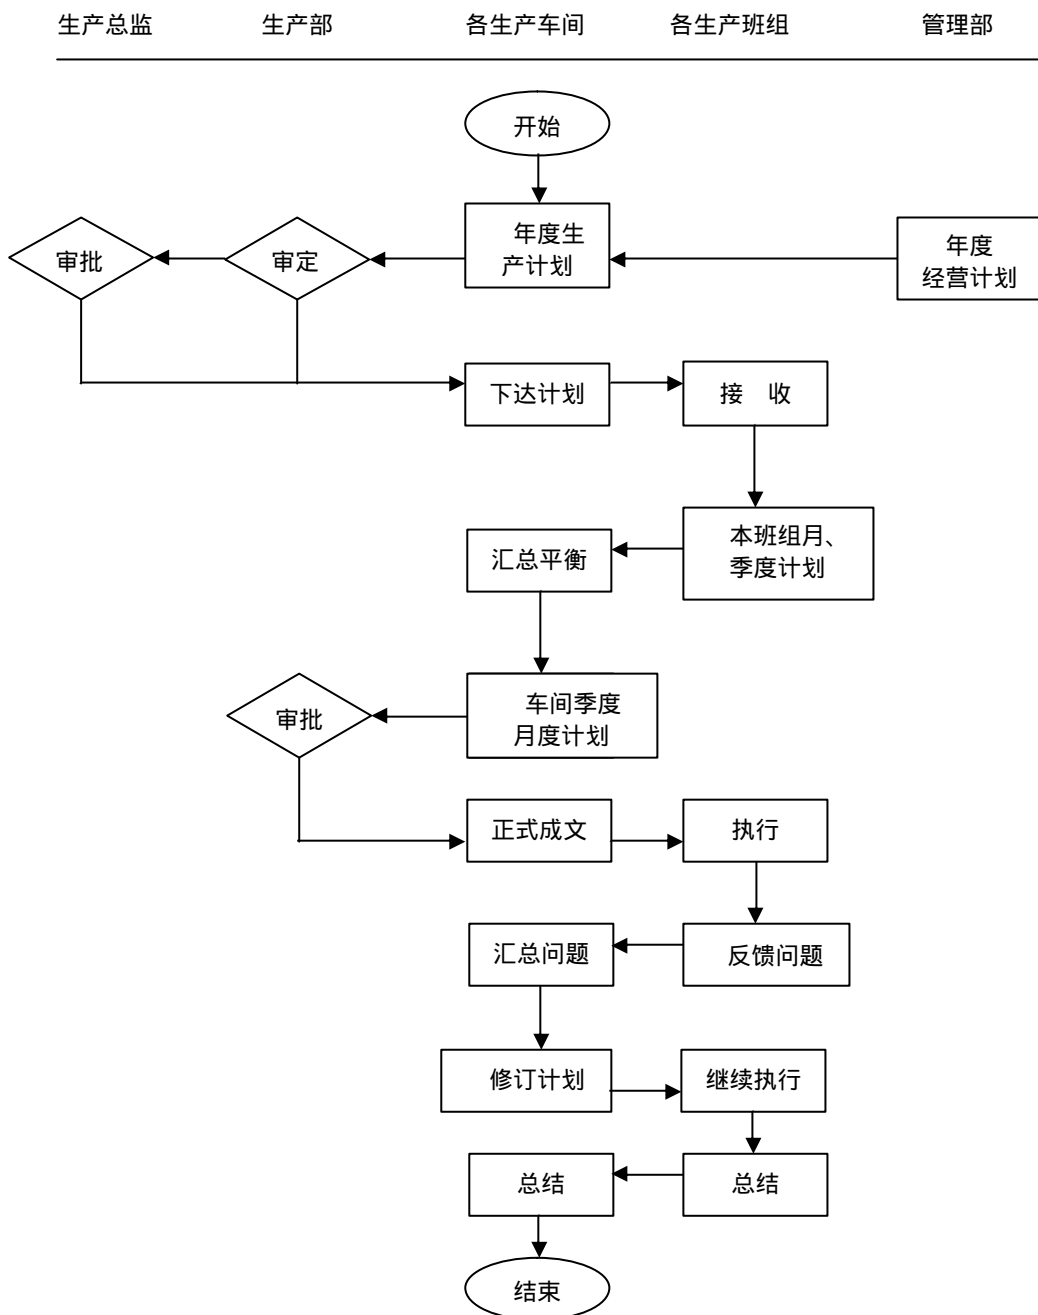 生产总监 生产部 各生产车间 各生产班组 管理部
开始
年度生
产计划
年度
经营计划
审定
审批
下达计划
接 收
本班组月、
季度计划
汇总平衡
车间季度
月度计划
审批
正式成文
执行
反馈问题
汇总问题
修订计划
继续执行
总结
总结
结束